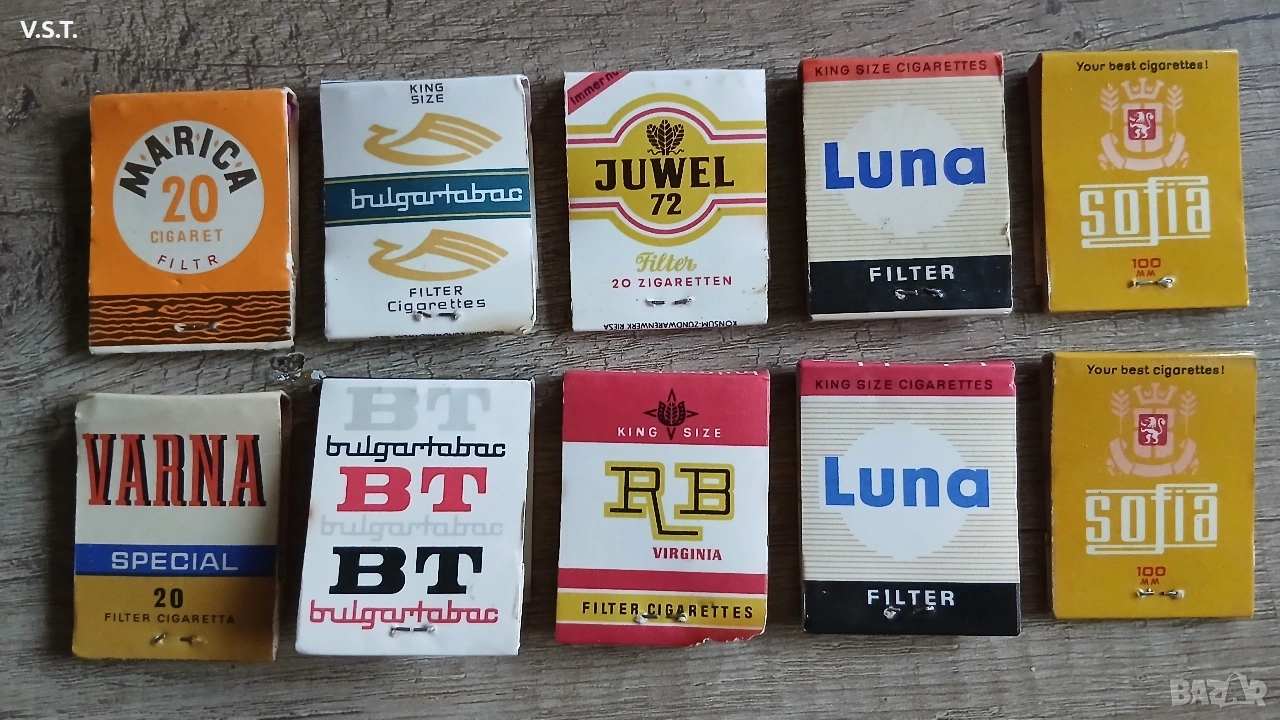 V.S.T.
MARICA
20
CIGARET
FILTR
KING
SIZE
bulgartabac
FILTER
Cigarettes
JUWEL
72
Filter
20 ZIGARETTEN
KONSUM-ZÜNDWARENWERK RIESA
KING SIZE CIGARETTES
Luna
FILTER
Your best cigarettes!
sofia
100
MM
VARNA
SPECIAL
20
FILTER CIGARETTA
BT
bulgartabac
BT
bulgartabac
BT
bulgartabac
KING SIZE
RB
VIRGINIA
FILTER CIGARETTES
KING SIZE CIGARETTES
Luna
FILTER
Your best cigarettes!
sofia
100
MM
BAZAR